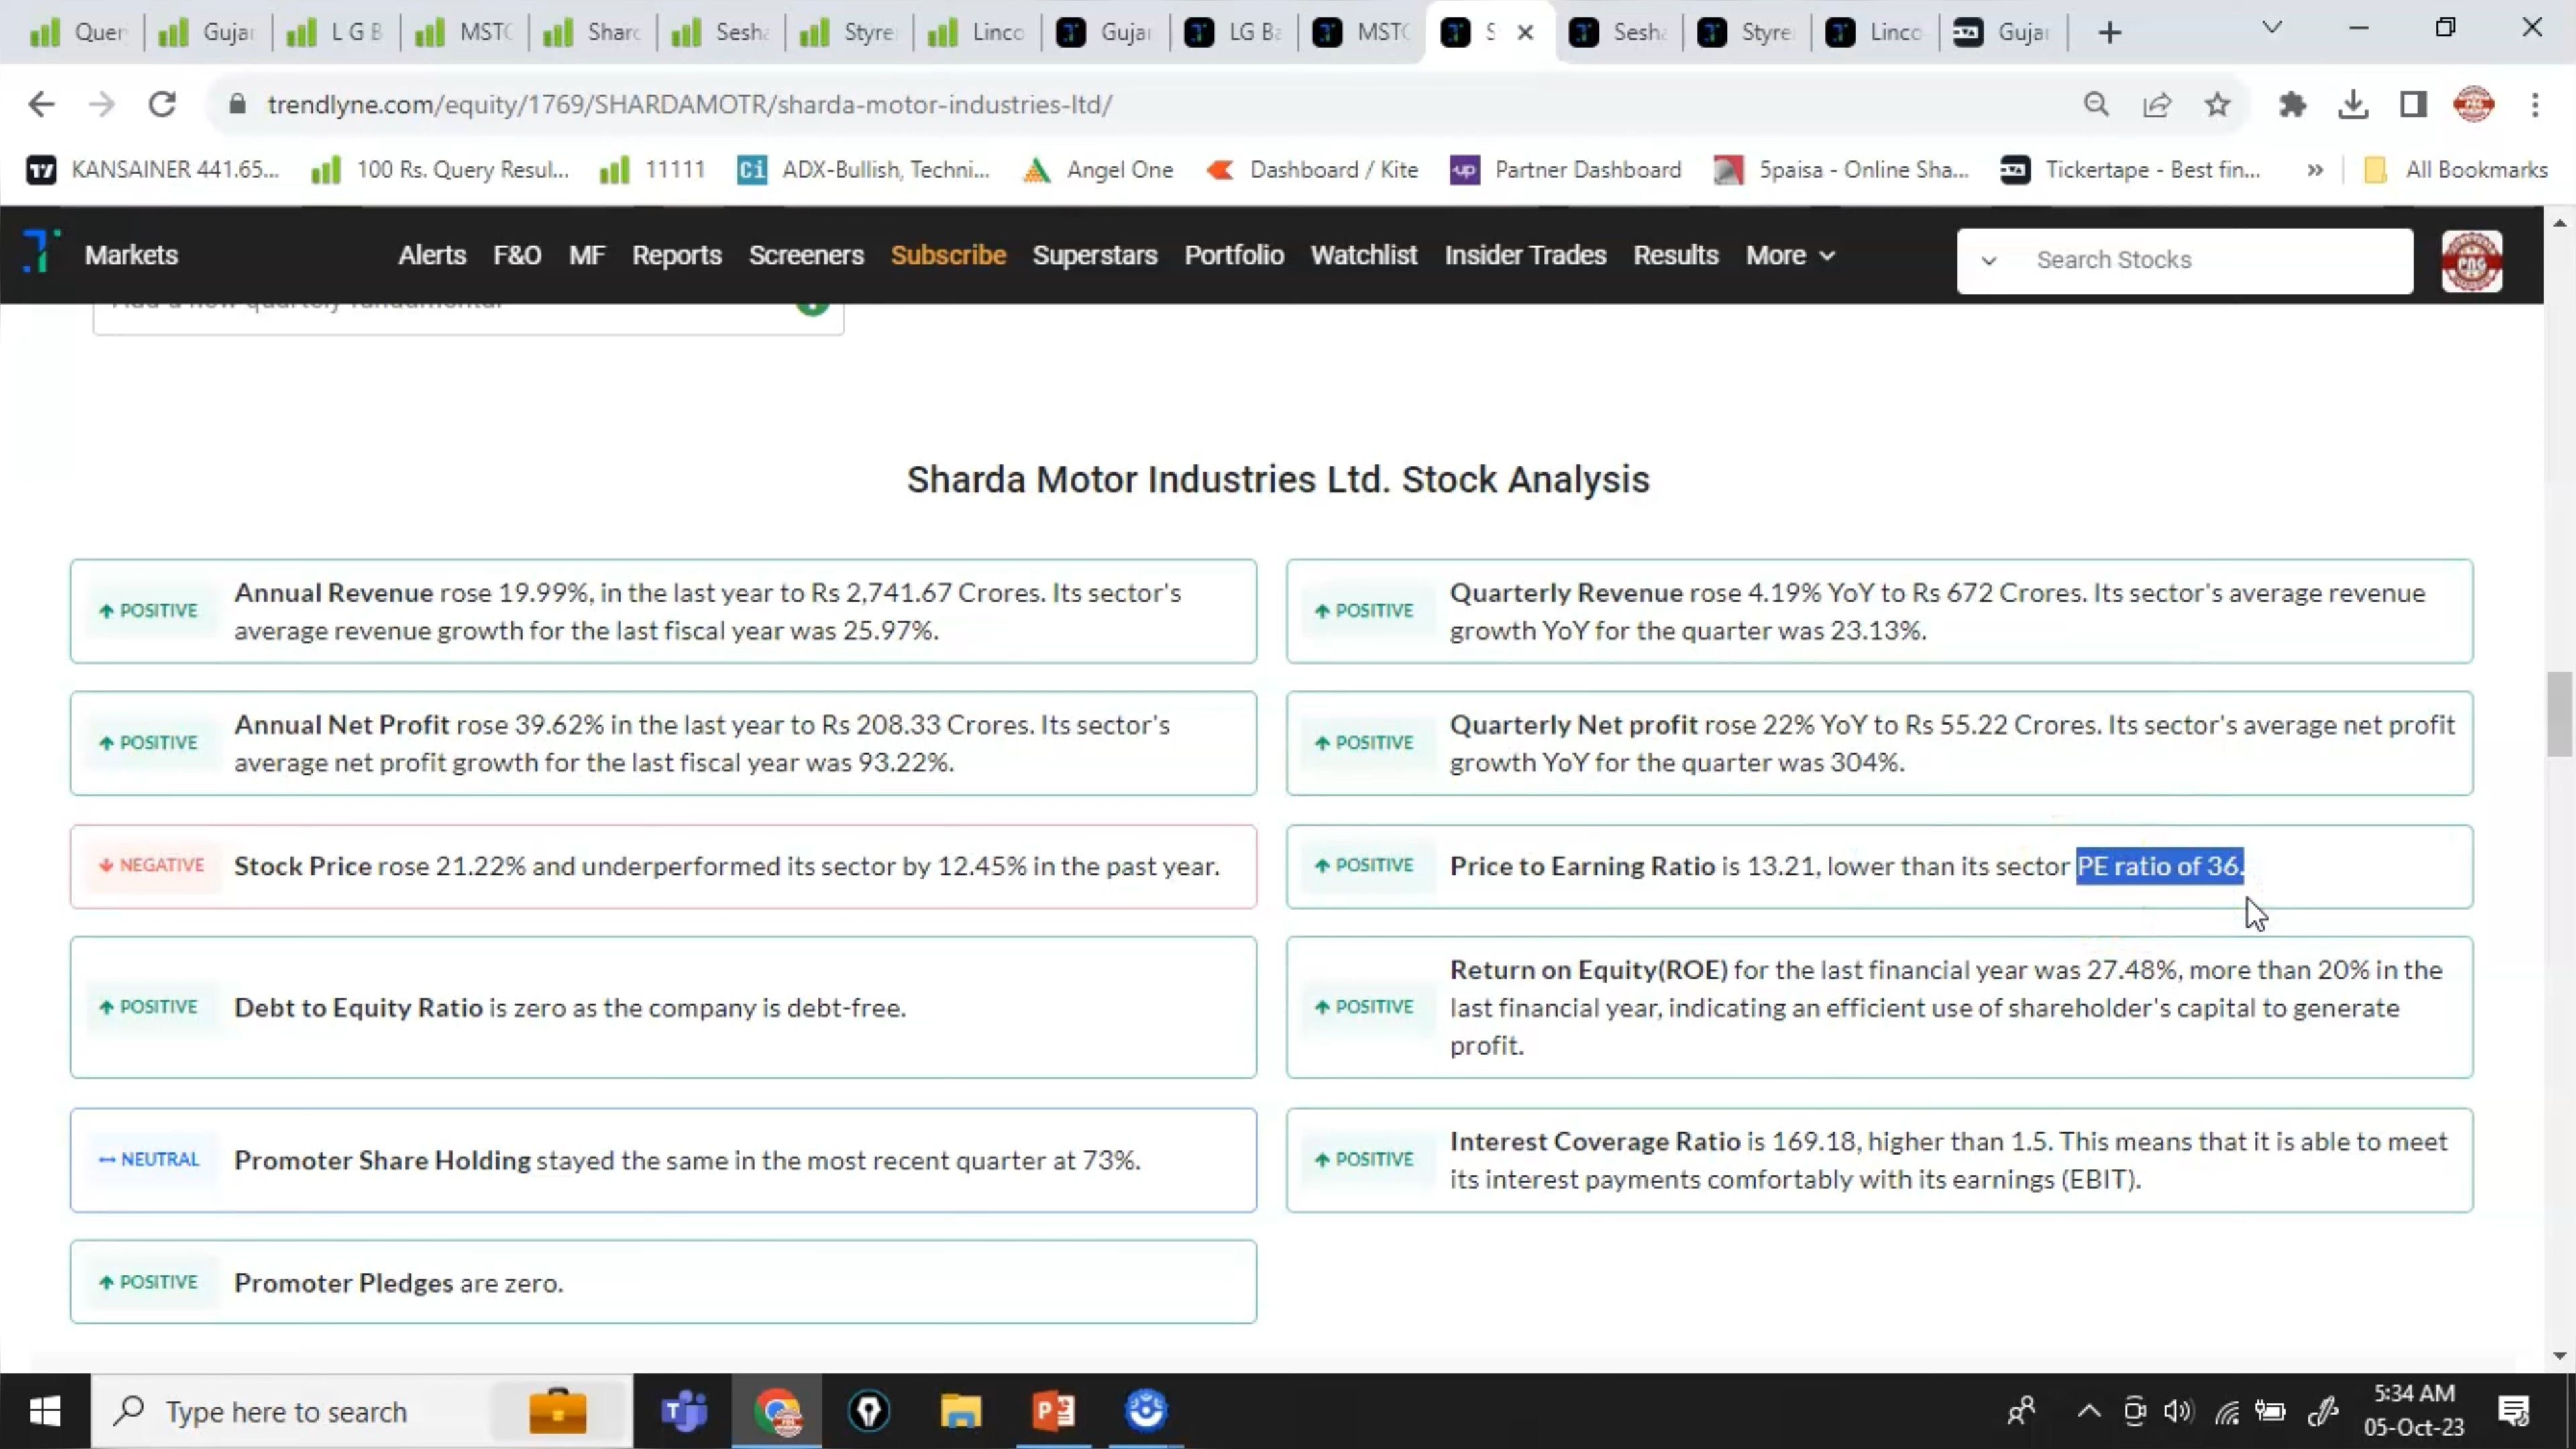 Quer
Gujar
L G B
MSTC
Shard
Sesha
Styre
Linco
Gujar
LG Ba
MSTC
S
Sesha
Styre
Linco
Gujar
trendlyne.com/equity/1769/SHARDAMOTR/sharda-motor-industries-ltd/
KANSAINER 441.65...
100 Rs. Query Resul...
11111
ADX-Bullish, Techni...
Angel One
Dashboard / Kite
Partner Dashboard
5paisa - Online Sha...
Tickertape - Best fin...
»
All Bookmarks
Markets
Alerts
F&O
MF
Reports
Screeners
Subscribe
Superstars
Portfolio
Watchlist
Insider Trades
Results
More
Search Stocks
Sharda Motor Industries Ltd. Stock Analysis
POSITIVE
Annual Revenue rose 19.99%, in the last year to Rs 2,741.67 Crores. Its sector's
average revenue growth for the last fiscal year was 25.97%.
POSITIVE
Quarterly Revenue rose 4.19% YoY to Rs 672 Crores. Its sector's average revenue
growth YoY for the quarter was 23.13%.
POSITIVE
Annual Net Profit rose 39.62% in the last year to Rs 208.33 Crores. Its sector's
average net profit growth for the last fiscal year was 93.22%.
POSITIVE
Quarterly Net profit rose 22% YoY to Rs 55.22 Crores. Its sector's average net profit
growth YoY for the quarter was 304%.
NEGATIVE
Stock Price rose 21.22% and underperformed its sector by 12.45% in the past year.
POSITIVE
Price to Earning Ratio is 13.21, lower than its sector PE ratio of 36.
POSITIVE
Debt to Equity Ratio is zero as the company is debt-free.
POSITIVE
Return on Equity(ROE) for the last financial year was 27.48%, more than 20% in the
last financial year, indicating an efficient use of shareholder's capital to generate
profit.
NEUTRAL
Promoter Share Holding stayed the same in the most recent quarter at 73%.
POSITIVE
Interest Coverage Ratio is 169.18, higher than 1.5. This means that it is able to meet
its interest payments comfortably with its earnings (EBIT).
POSITIVE
Promoter Pledges are zero.
Type here to search
5:34 AM
05-Oct-23